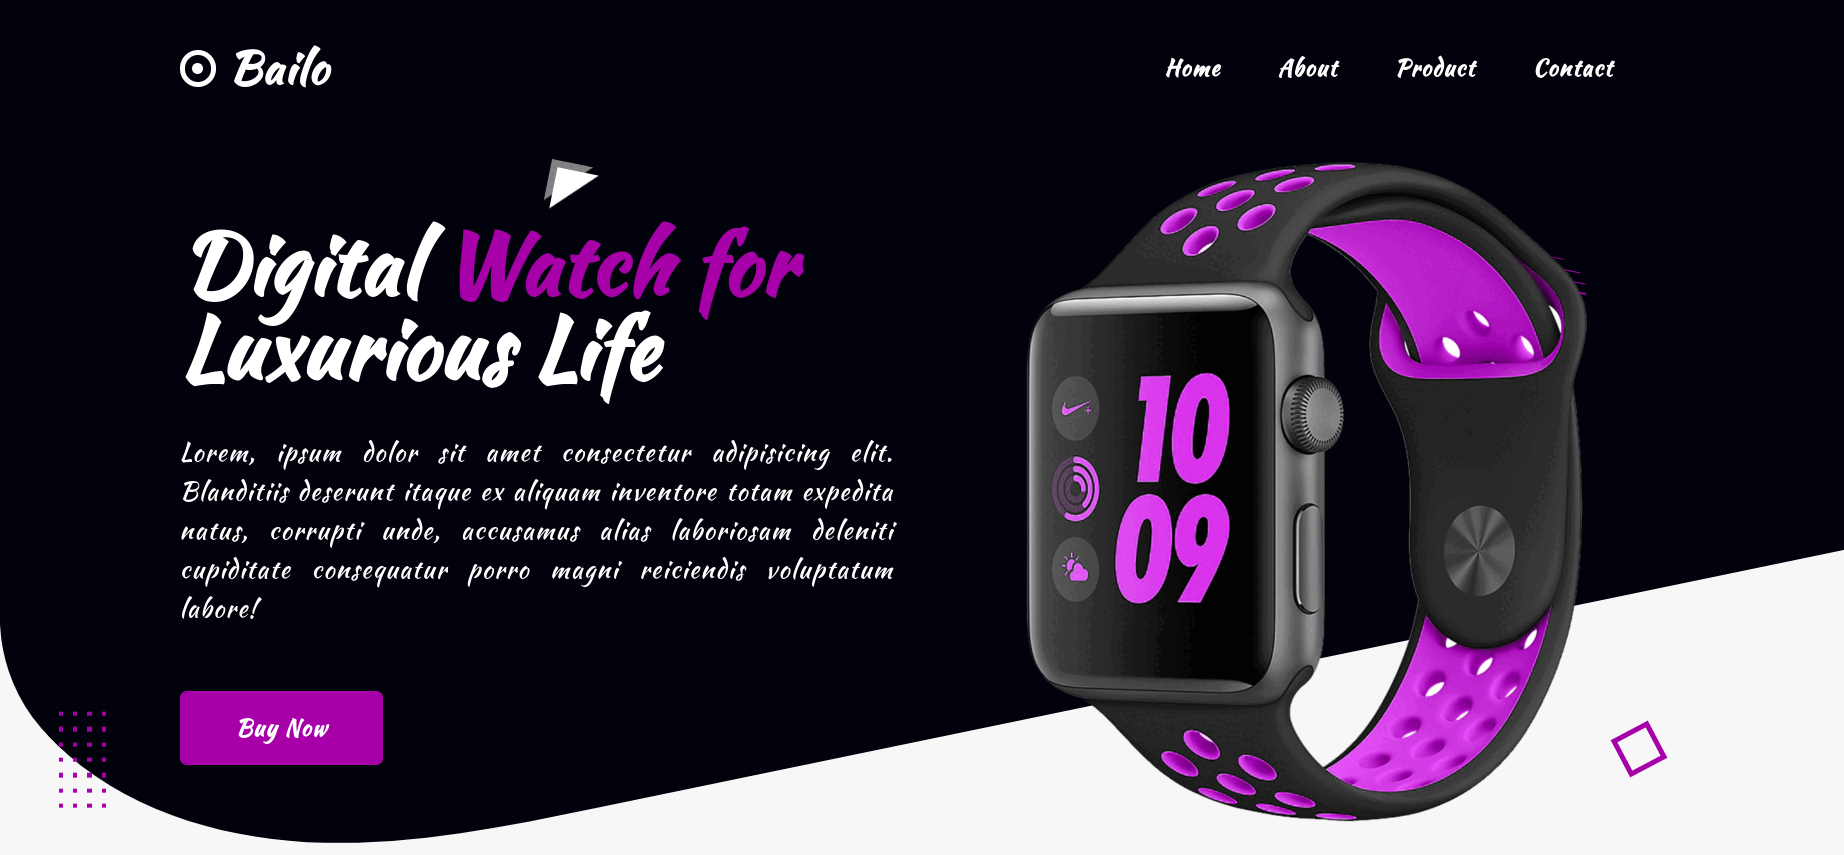 Bailo
Home About Product Contact
Digital Watch for
Luxurious Life
Lorem, ipsum dolor sit amet consectetur adipisicing elit.
Blanditiis deserunt itaque ex aliquam inventore totam expedita
natus, corrupti unde, accusamus alias laboriosam deleniti
cupiditate consequatur porro magni reiciendis voluptatum
labore!
Buy Now
10
09